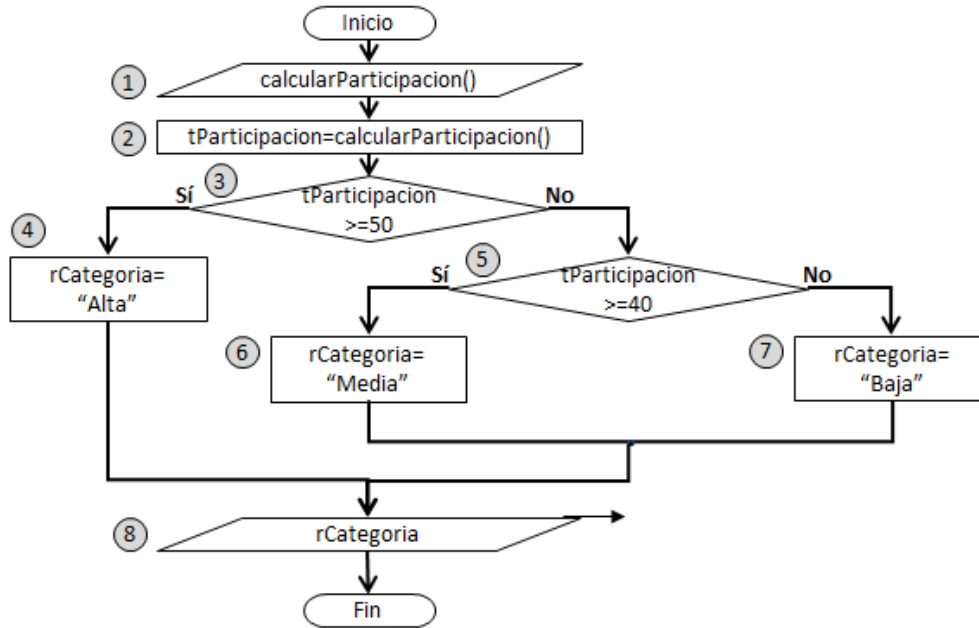 Inicio
1
calcularParticipacion()
2
tParticipacion=calcularParticipacion()
3
Sí
tParticipacion
>=50
No
4
rCategoria=
“Alta”
5
Sí
tParticipacion
>=40
No
6
rCategoria=
“Media”
7
rCategoria=
“Baja”
8
rCategoria
Fin